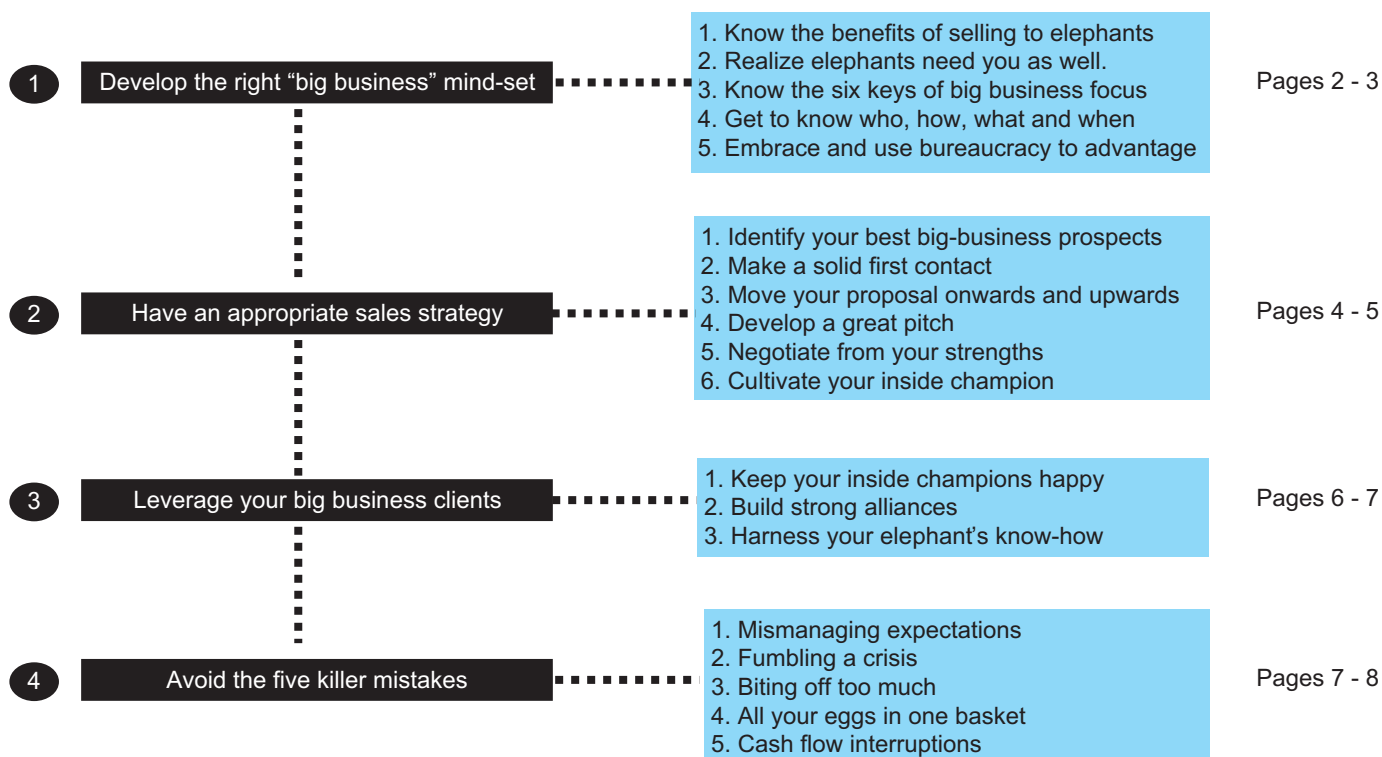 1
Develop the right “big business” mind-set
1. Know the benefits of selling to elephants
2. Realize elephants need you as well.
3. Know the six keys of big business focus
4. Get to know who, how, what and when
5. Embrace and use bureaucracy to advantage
Pages 2 - 3
2
Have an appropriate sales strategy
1. Identify your best big-business prospects
2. Make a solid first contact
3. Move your proposal onwards and upwards
4. Develop a great pitch
5. Negotiate from your strengths
6. Cultivate your inside champion
Pages 4 - 5
3
Leverage your big business clients
1. Keep your inside champions happy
2. Build strong alliances
3. Harness your elephant’s know-how
Pages 6 - 7
4
Avoid the five killer mistakes
1. Mismanaging expectations
2. Fumbling a crisis
3. Biting off too much
4. All your eggs in one basket
5. Cash flow interruptions
Pages 7 - 8